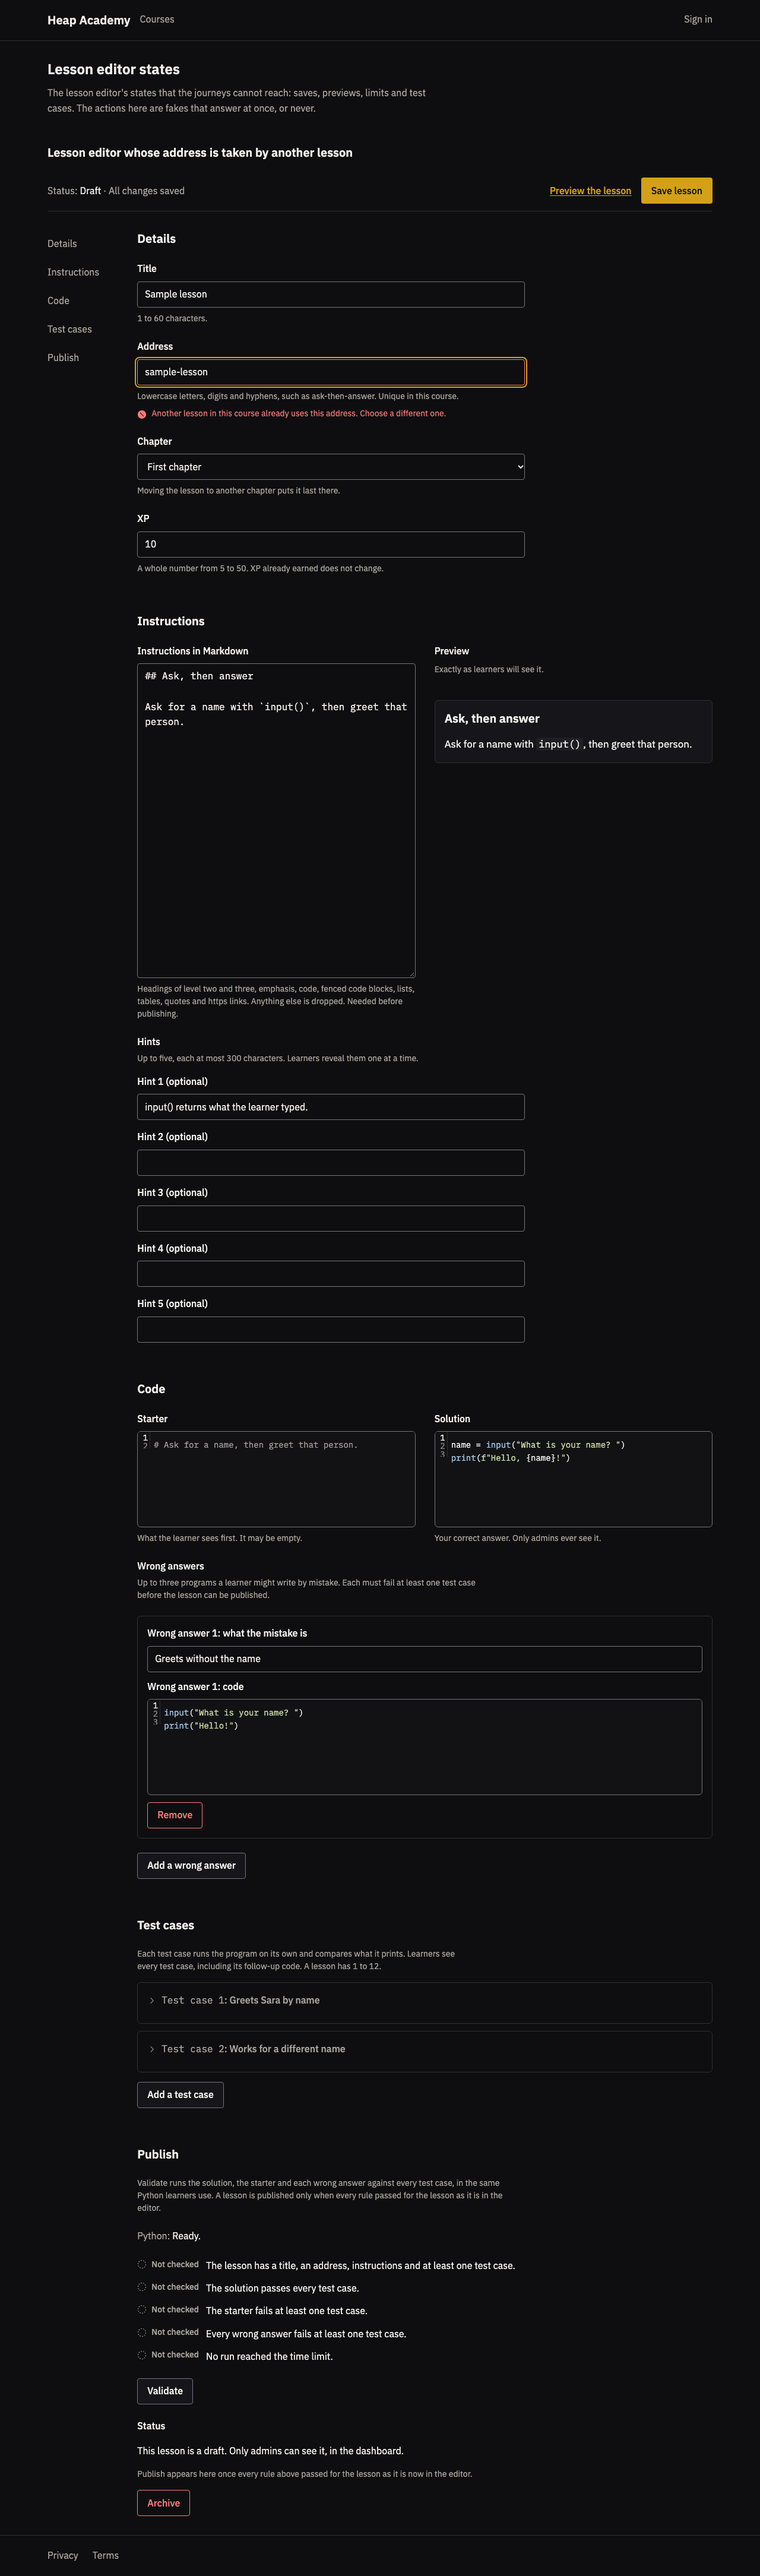 Heap Academy Courses Sign in
Lesson editor states
The lesson editor's states that the journeys cannot reach: saves, previews, limits and test
cases. The actions here are fakes that answer at once, or never.
Lesson editor whose address is taken by another lesson
Status: Draft · All changes saved Preview the lesson Save lesson
Details
Instructions
Code
Test cases
Publish
Details
Title
Sample lesson
1 to 60 characters.
Address
sample-lesson
Lowercase letters, digits and hyphens, such as ask-then-answer. Unique in this course.
Another lesson in this course already uses this address. Choose a different one.
Chapter
First chapter
Moving the lesson to another chapter puts it last there.
XP
10
A whole number from 5 to 50. XP already earned does not change.
Instructions
Instructions in Markdown
## Ask, then answer
Ask for a name with `input()`, then greet that
person.
Headings of level two and three, emphasis, code, fenced code blocks, lists,
tables, quotes and https links. Anything else is dropped. Needed before
publishing.
Preview
Exactly as learners will see it.
Ask, then answer
Ask for a name with input(), then greet that person.
Hints
Up to five, each at most 300 characters. Learners reveal them one at a time.
Hint 1 (optional)
input() returns what the learner typed.
Hint 2 (optional)
Hint 3 (optional)
Hint 4 (optional)
Hint 5 (optional)
Code
Starter
1
2
# Ask for a name, then greet that person.
What the learner sees first. It may be empty.
Solution
1
2
3
name = input("What is your name? ")
print(f"Hello, {name}!")
Your correct answer. Only admins ever see it.
Wrong answers
Up to three programs a learner might write by mistake. Each must fail at least one test case
before the lesson can be published.
Wrong answer 1: what the mistake is
Greets without the name
Wrong answer 1: code
1
2
3
input("What is your name? ")
print("Hello!")
Remove
Add a wrong answer
Test cases
Each test case runs the program on its own and compares what it prints. Learners see
every test case, including its follow-up code. A lesson has 1 to 12.
Test case 1: Greets Sara by name
Test case 2: Works for a different name
Add a test case
Publish
Validate runs the solution, the starter and each wrong answer against every test case, in the same
Python learners use. A lesson is published only when every rule passed for the lesson as it is in the
editor.
Python: Ready.
Not checked The lesson has a title, an address, instructions and at least one test case.
Not checked The solution passes every test case.
Not checked The starter fails at least one test case.
Not checked Every wrong answer fails at least one test case.
Not checked No run reached the time limit.
Validate
Status
This lesson is a draft. Only admins can see it, in the dashboard.
Publish appears here once every rule above passed for the lesson as it is now in the editor.
Archive
Privacy Terms